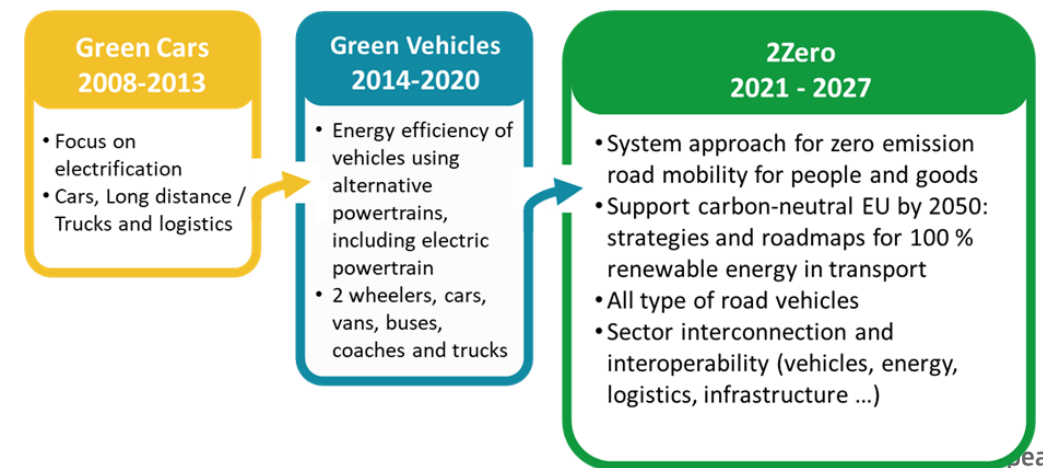 Green Cars
2008-2013
• Focus on
electrification
• Cars, Long distance /
Trucks and logistics
Green Vehicles
2014-2020
• Energy efficiency of
vehicles using
alternative
powertrains,
including electric
powertrain
• 2 wheelers, cars,
vans, buses,
coaches and trucks
2Zero
2021 - 2027
• System approach for zero emission
road mobility for people and goods
• Support carbon-neutral EU by 2050:
strategies and roadmaps for 100 %
renewable energy in transport
• All type of road vehicles
• Sector interconnection and
interoperability (vehicles, energy,
logistics, infrastructure ...)